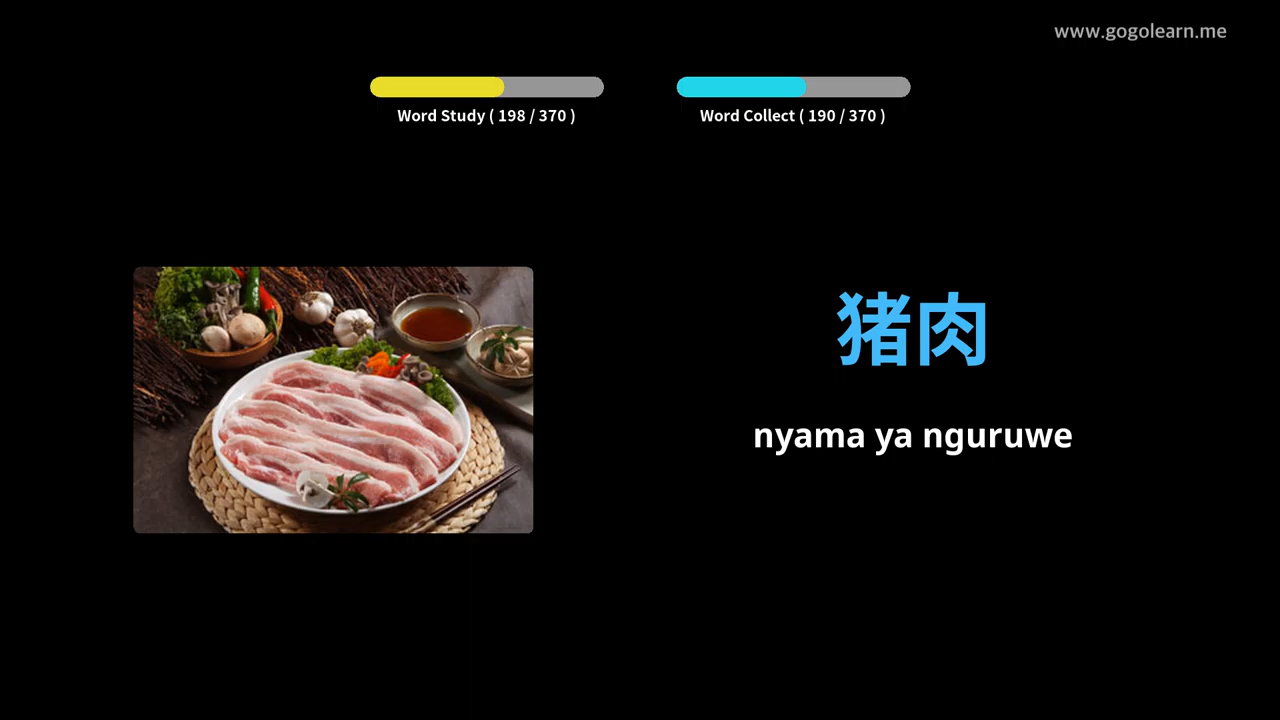 www.gogolearn.me
Word Study ( 198 / 370 )
Word Collect ( 190 / 370 )
猪肉
nyama ya nguruwe